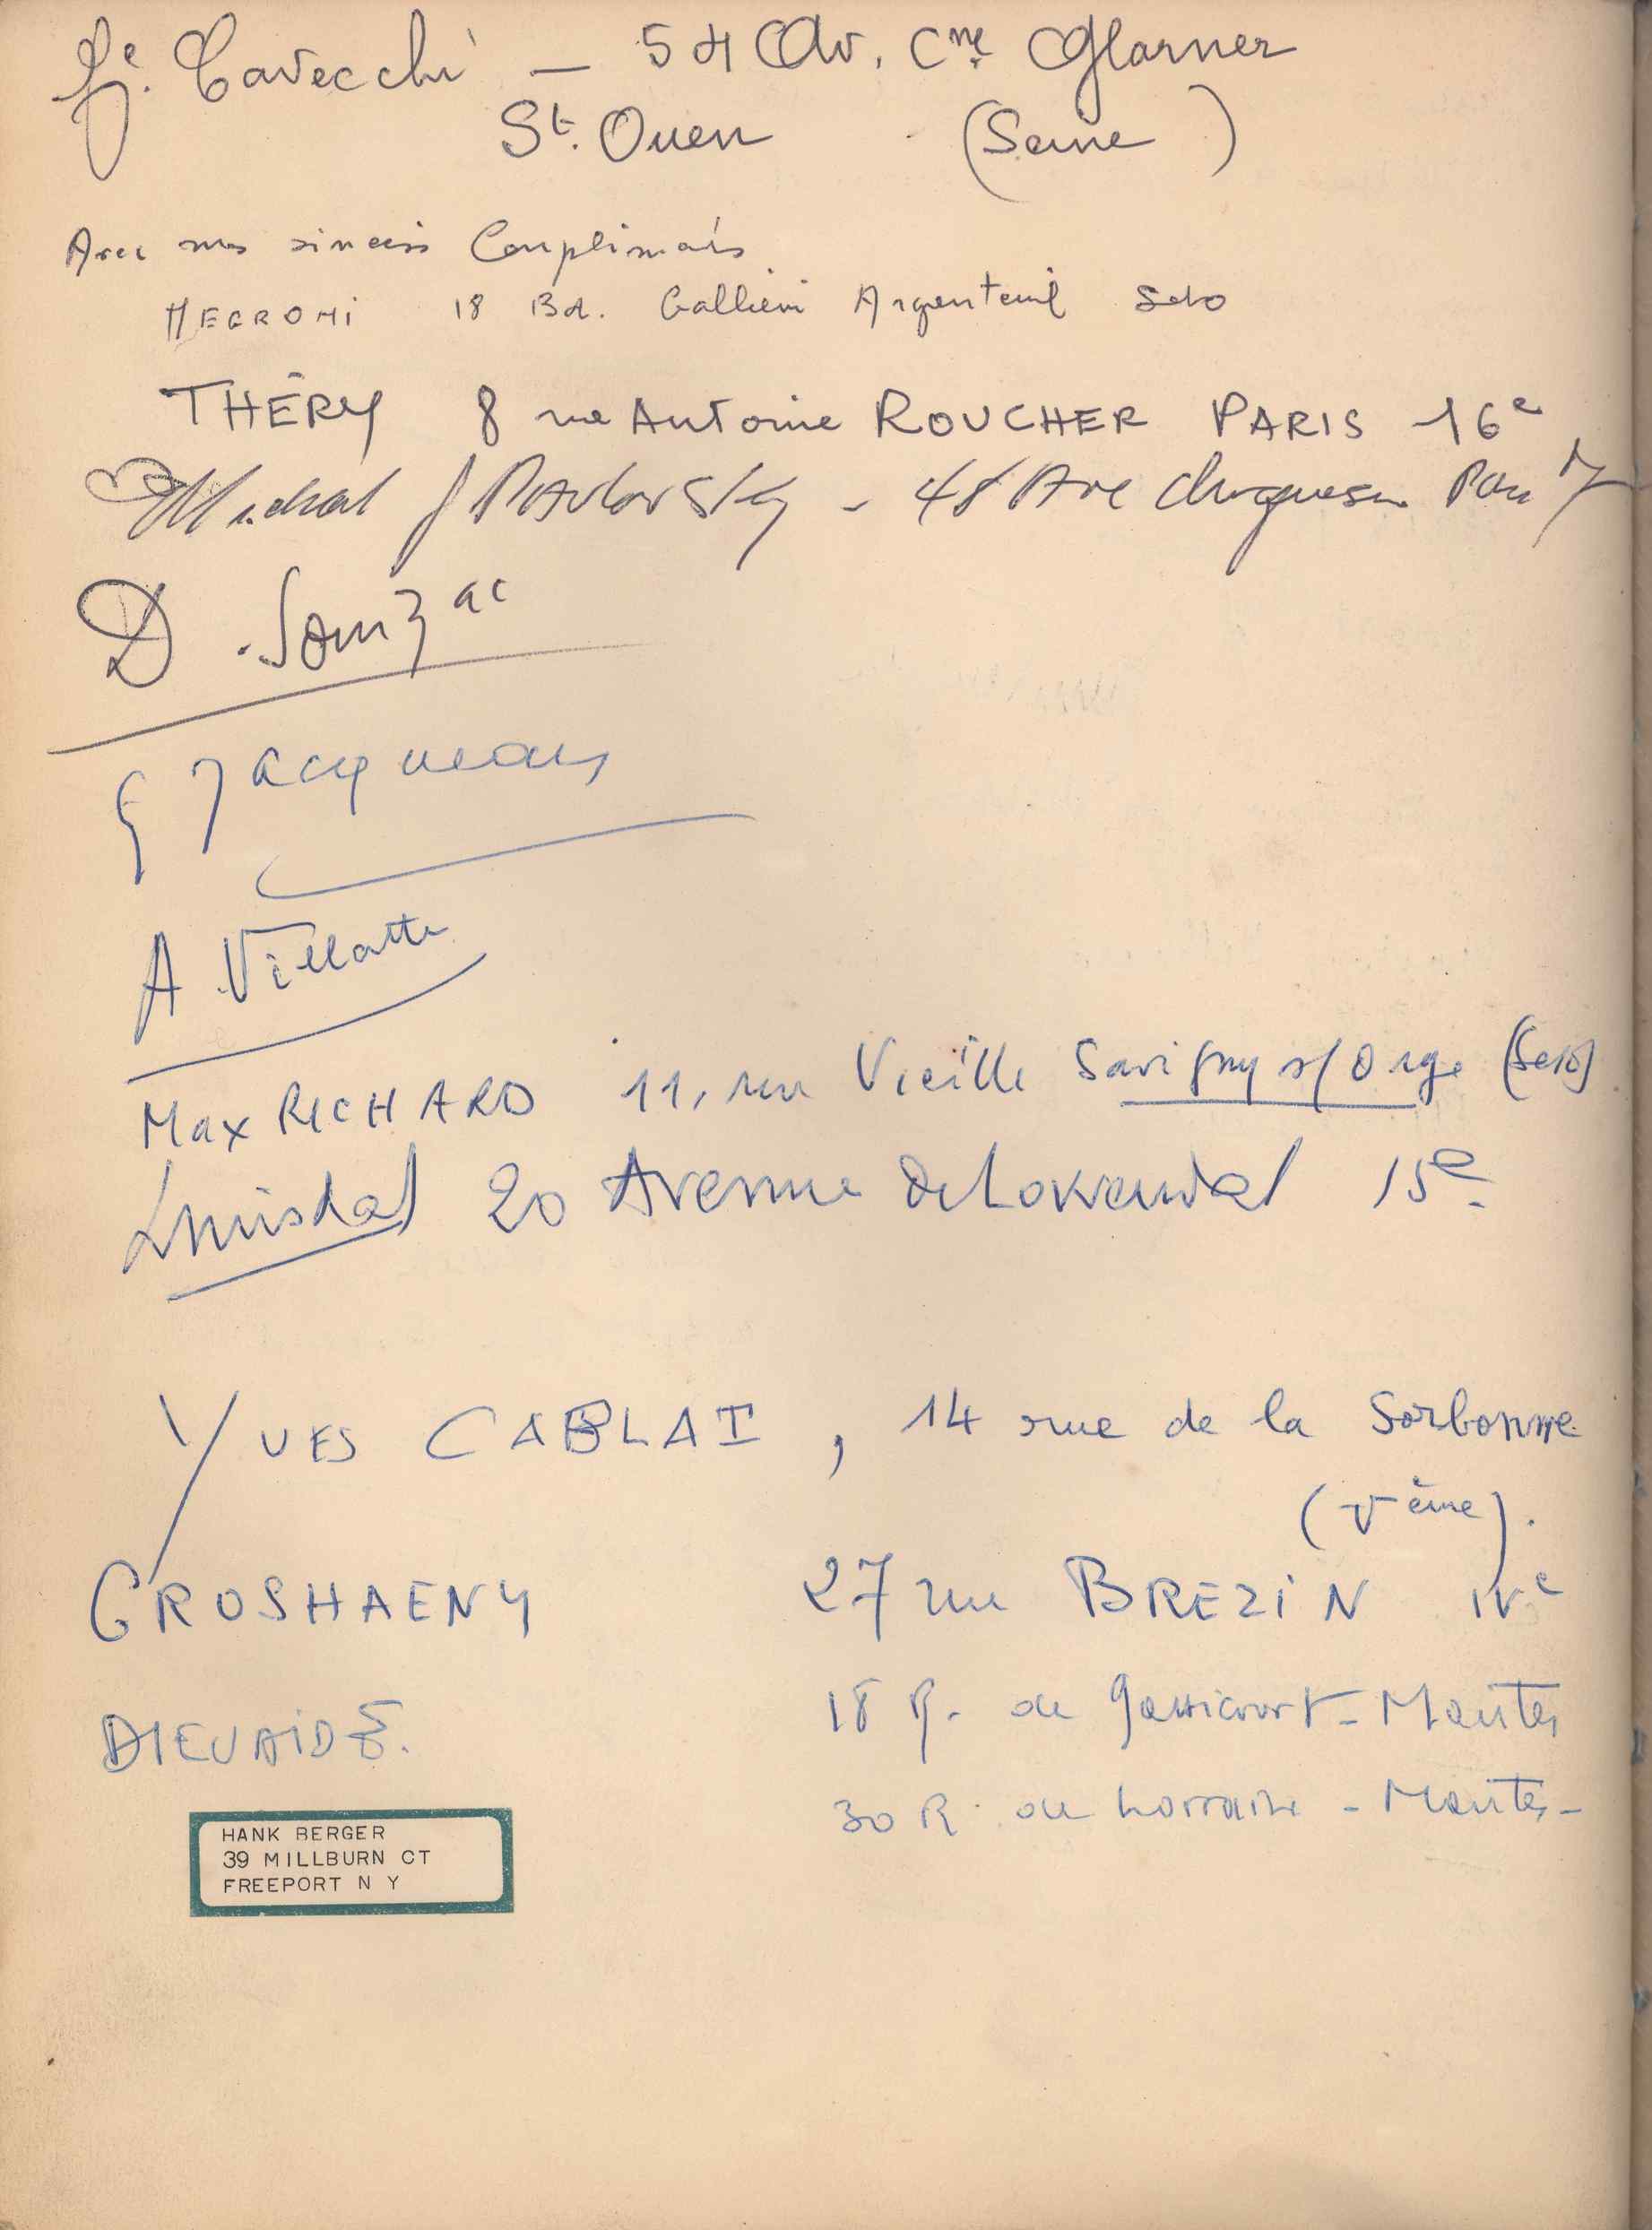 Cavecchi — 54 Av. Cne Glarner
St. Ouen (Seine)
Avec mes sincères Compliments
NEGRONI 18 Bd. Gallieni Argenteuil S et O
THÉRY 8 rue Antoine ROUCHER PARIS 16e
Michel Pavlovsky - 48 Ave Duquesne Paris 7
D. Sounzac
G Jacqueau
A. Villatte
Max RICHARD 11, rue Vieille Savigny s/ Orge (S et O)
20 Avenue de Lowendal 15e
YVES CABLAT, 14 rue de la Sorbonne
(Vème).
GROSHAENY 27 rue BREZIN
DIEUAIDE. 18 R. de Gassicourt - Mantes
30 R. de Lorraine - Mantes -
HANK BERGER
39 MILLBURN CT
FREEPORT N Y